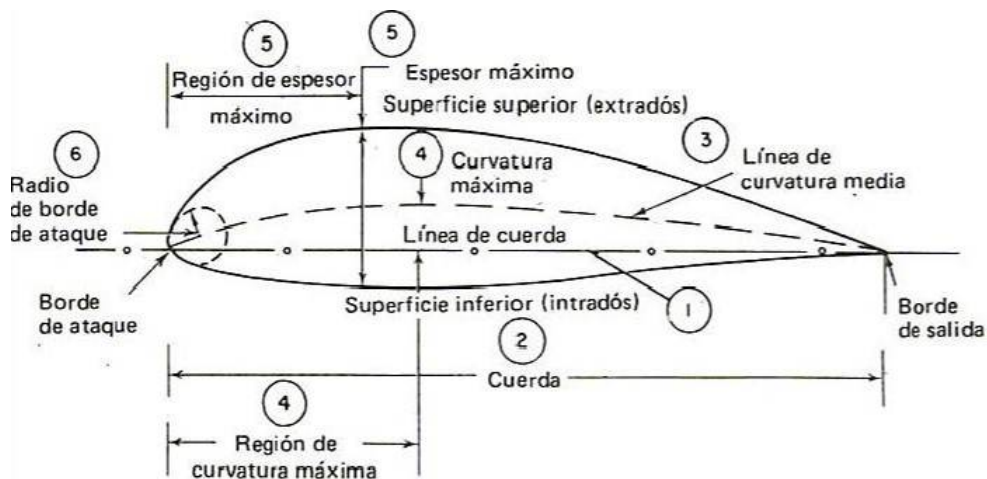 5
5
Región de espesor
máximo
Espesor máximo
Superficie superior (extradós)
6
Radio
de borde
de ataque
4
Curvatura
máxima
3
Línea de
curvatura media
Línea de cuerda
Borde
de ataque
Superficie inferior (intradós)
1
Borde
de salida
2
Cuerda
4
Región de
curvatura máxima